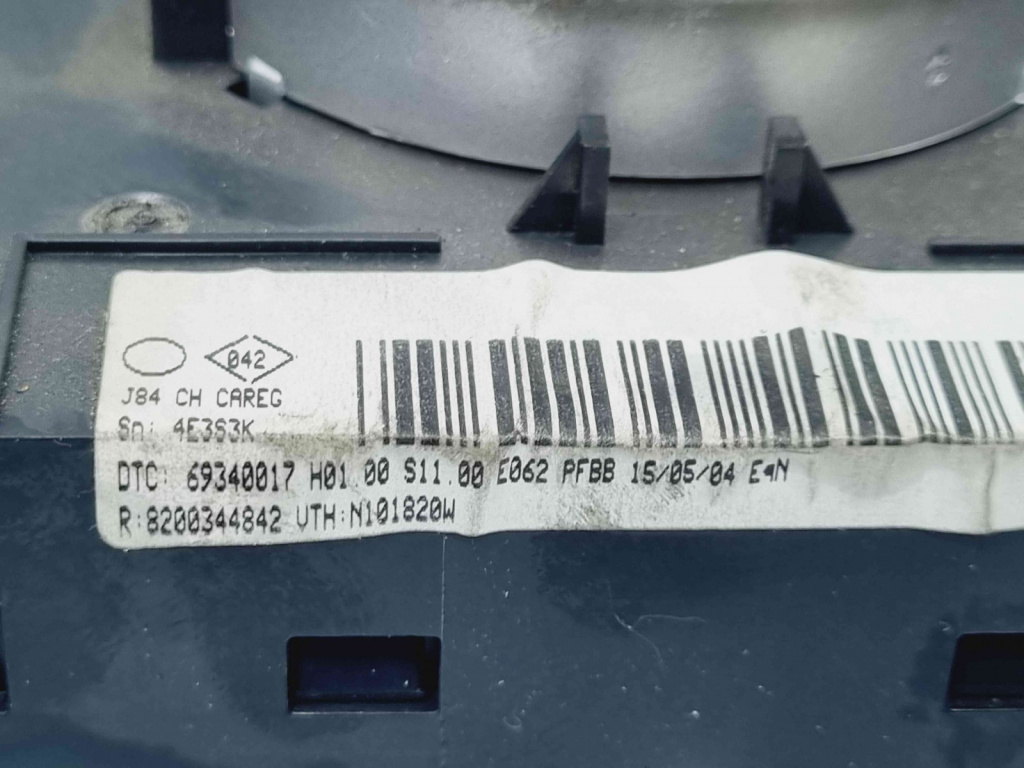 042
J84 CH CAREG
Sn: 4E3S3K
DTC: 69340017 H01.00 S11.00 E062 PFBB 15/05/04 EqN
R:8200344842 VTH:N101820W